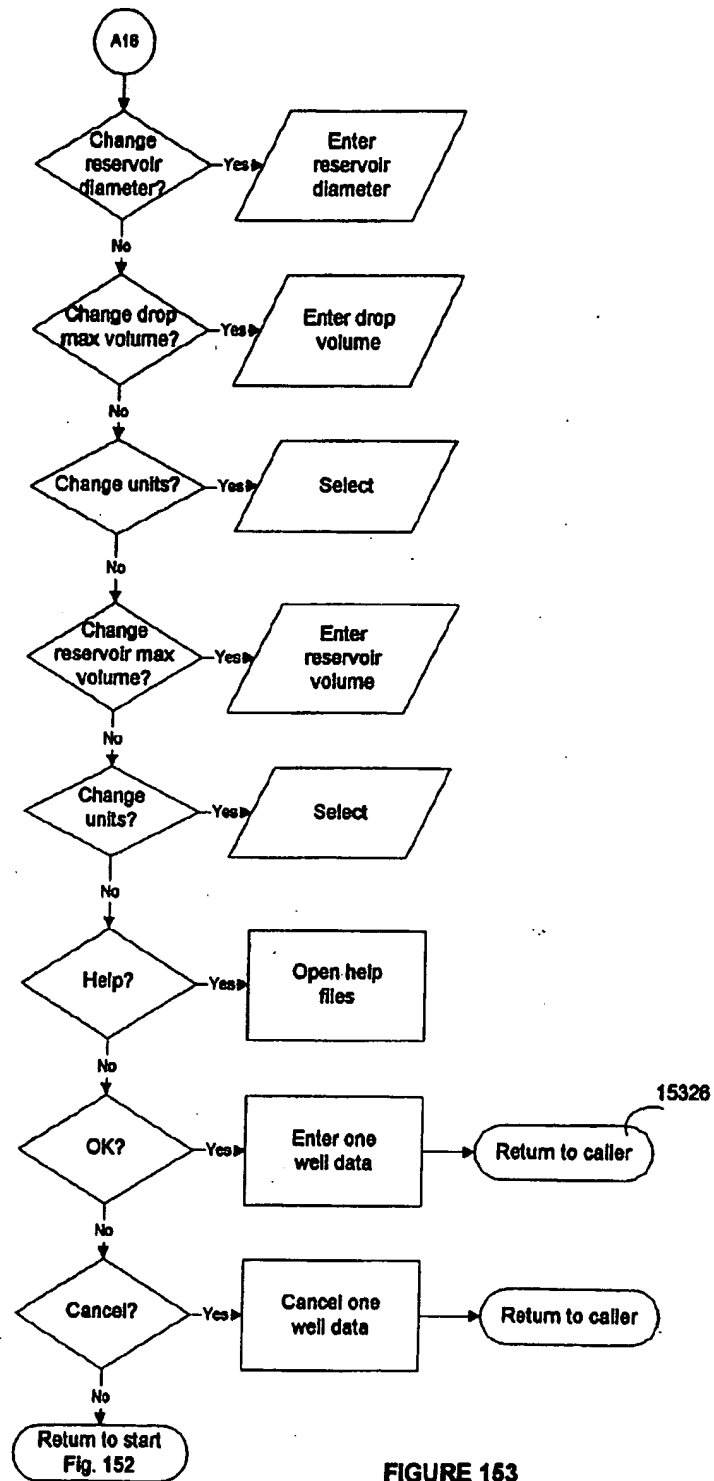 A16
Change
reservoir
diameter?
Yes
Enter
reservoir
diameter
No
Change drop
max volume?
Yes
Enter drop
volume
No
Change units?
Yes
Select
No
Change
reservoir max
volume?
Yes
Enter
reservoir
volume
No
Change
units?
Yes
Select
No
Help?
Yes
Open help
files
No
15326
OK?
Yes
Enter one
well data
Return to caller
No
Cancel?
Yes
Cancel one
well data
Return to caller
No
Return to start
Fig. 152
FIGURE 153